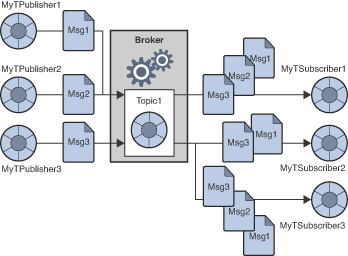 MyTPublisher1
Msg1
Broker
Msg1
MyTPublisher2
MyTSubscriber1
Msg2
Msg2
Topic1
Msg3
Msg3
Msg3
Msg1
MyTPublisher3
MyTSubscriber2
Msg3
Msg2
MyTSubscriber3
Msg1